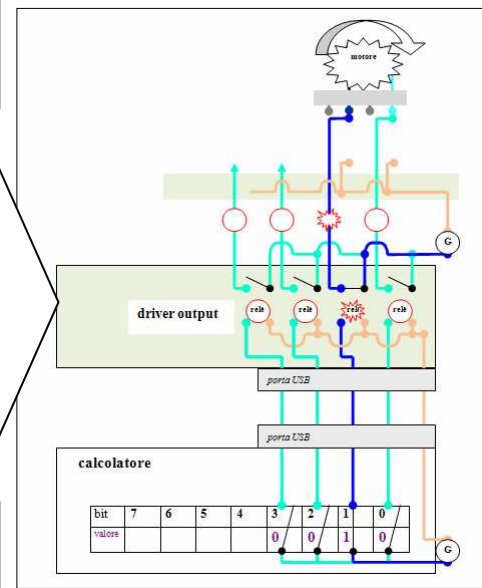 motore
G
driver output
relè
relè
relè
relè
porta USB
porta USB
calcolatore
bit 7 6 5 4 3 2 1 0
valore 0 0 1 0
G